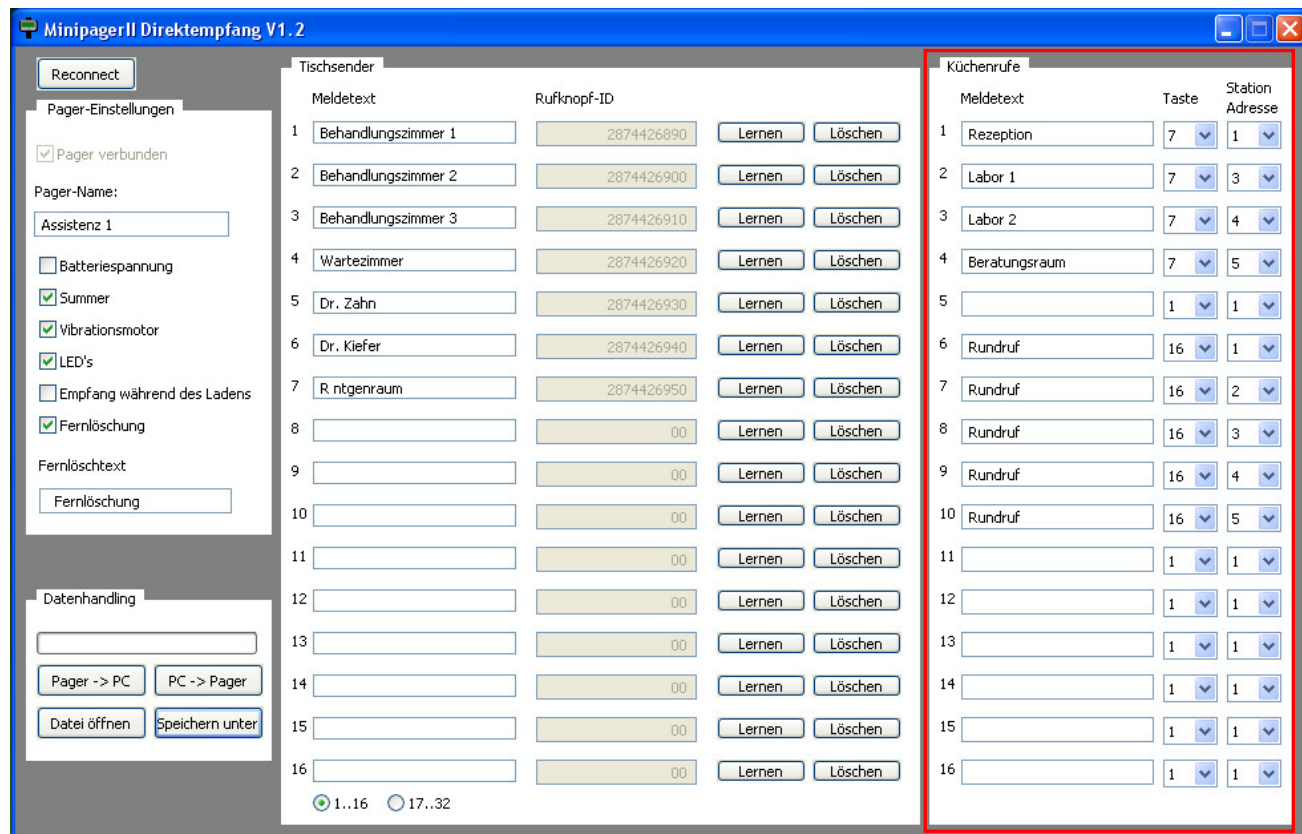 MinipagerII Direktempfang V1.2
Reconnect
Pager-Einstellungen
Pager verbunden
Pager-Name:
Assistenz 1
Batteriespannung
Summer
Vibrationsmotor
LED's
Empfang während des Ladens
Fernlöschung
Fernlöschtext
Fernlöschung
Datenhandling
Pager -> PC PC -> Pager
Datei öffnen Speichern unter
Tischsender
Meldetext Rufknopf-ID
1 Behandlungszimmer 1 2874426890 Lernen Löschen
2 Behandlungszimmer 2 2874426900 Lernen Löschen
3 Behandlungszimmer 3 2874426910 Lernen Löschen
4 Wartezimmer 2874426920 Lernen Löschen
5 Dr. Zahn 2874426930 Lernen Löschen
6 Dr. Kiefer 2874426940 Lernen Löschen
7 R ntgenraum 2874426950 Lernen Löschen
8 00 Lernen Löschen
9 00 Lernen Löschen
10 00 Lernen Löschen
11 00 Lernen Löschen
12 00 Lernen Löschen
13 00 Lernen Löschen
14 00 Lernen Löschen
15 00 Lernen Löschen
16 00 Lernen Löschen
1..16 17..32
Küchenrufe
Meldetext Taste Station Adresse
1 Rezeption 7 1
2 Labor 1 7 3
3 Labor 2 7 4
4 Beratungsraum 7 5
5 1 1
6 Rundruf 16 1
7 Rundruf 16 2
8 Rundruf 16 3
9 Rundruf 16 4
10 Rundruf 16 5
11 1 1
12 1 1
13 1 1
14 1 1
15 1 1
16 1 1